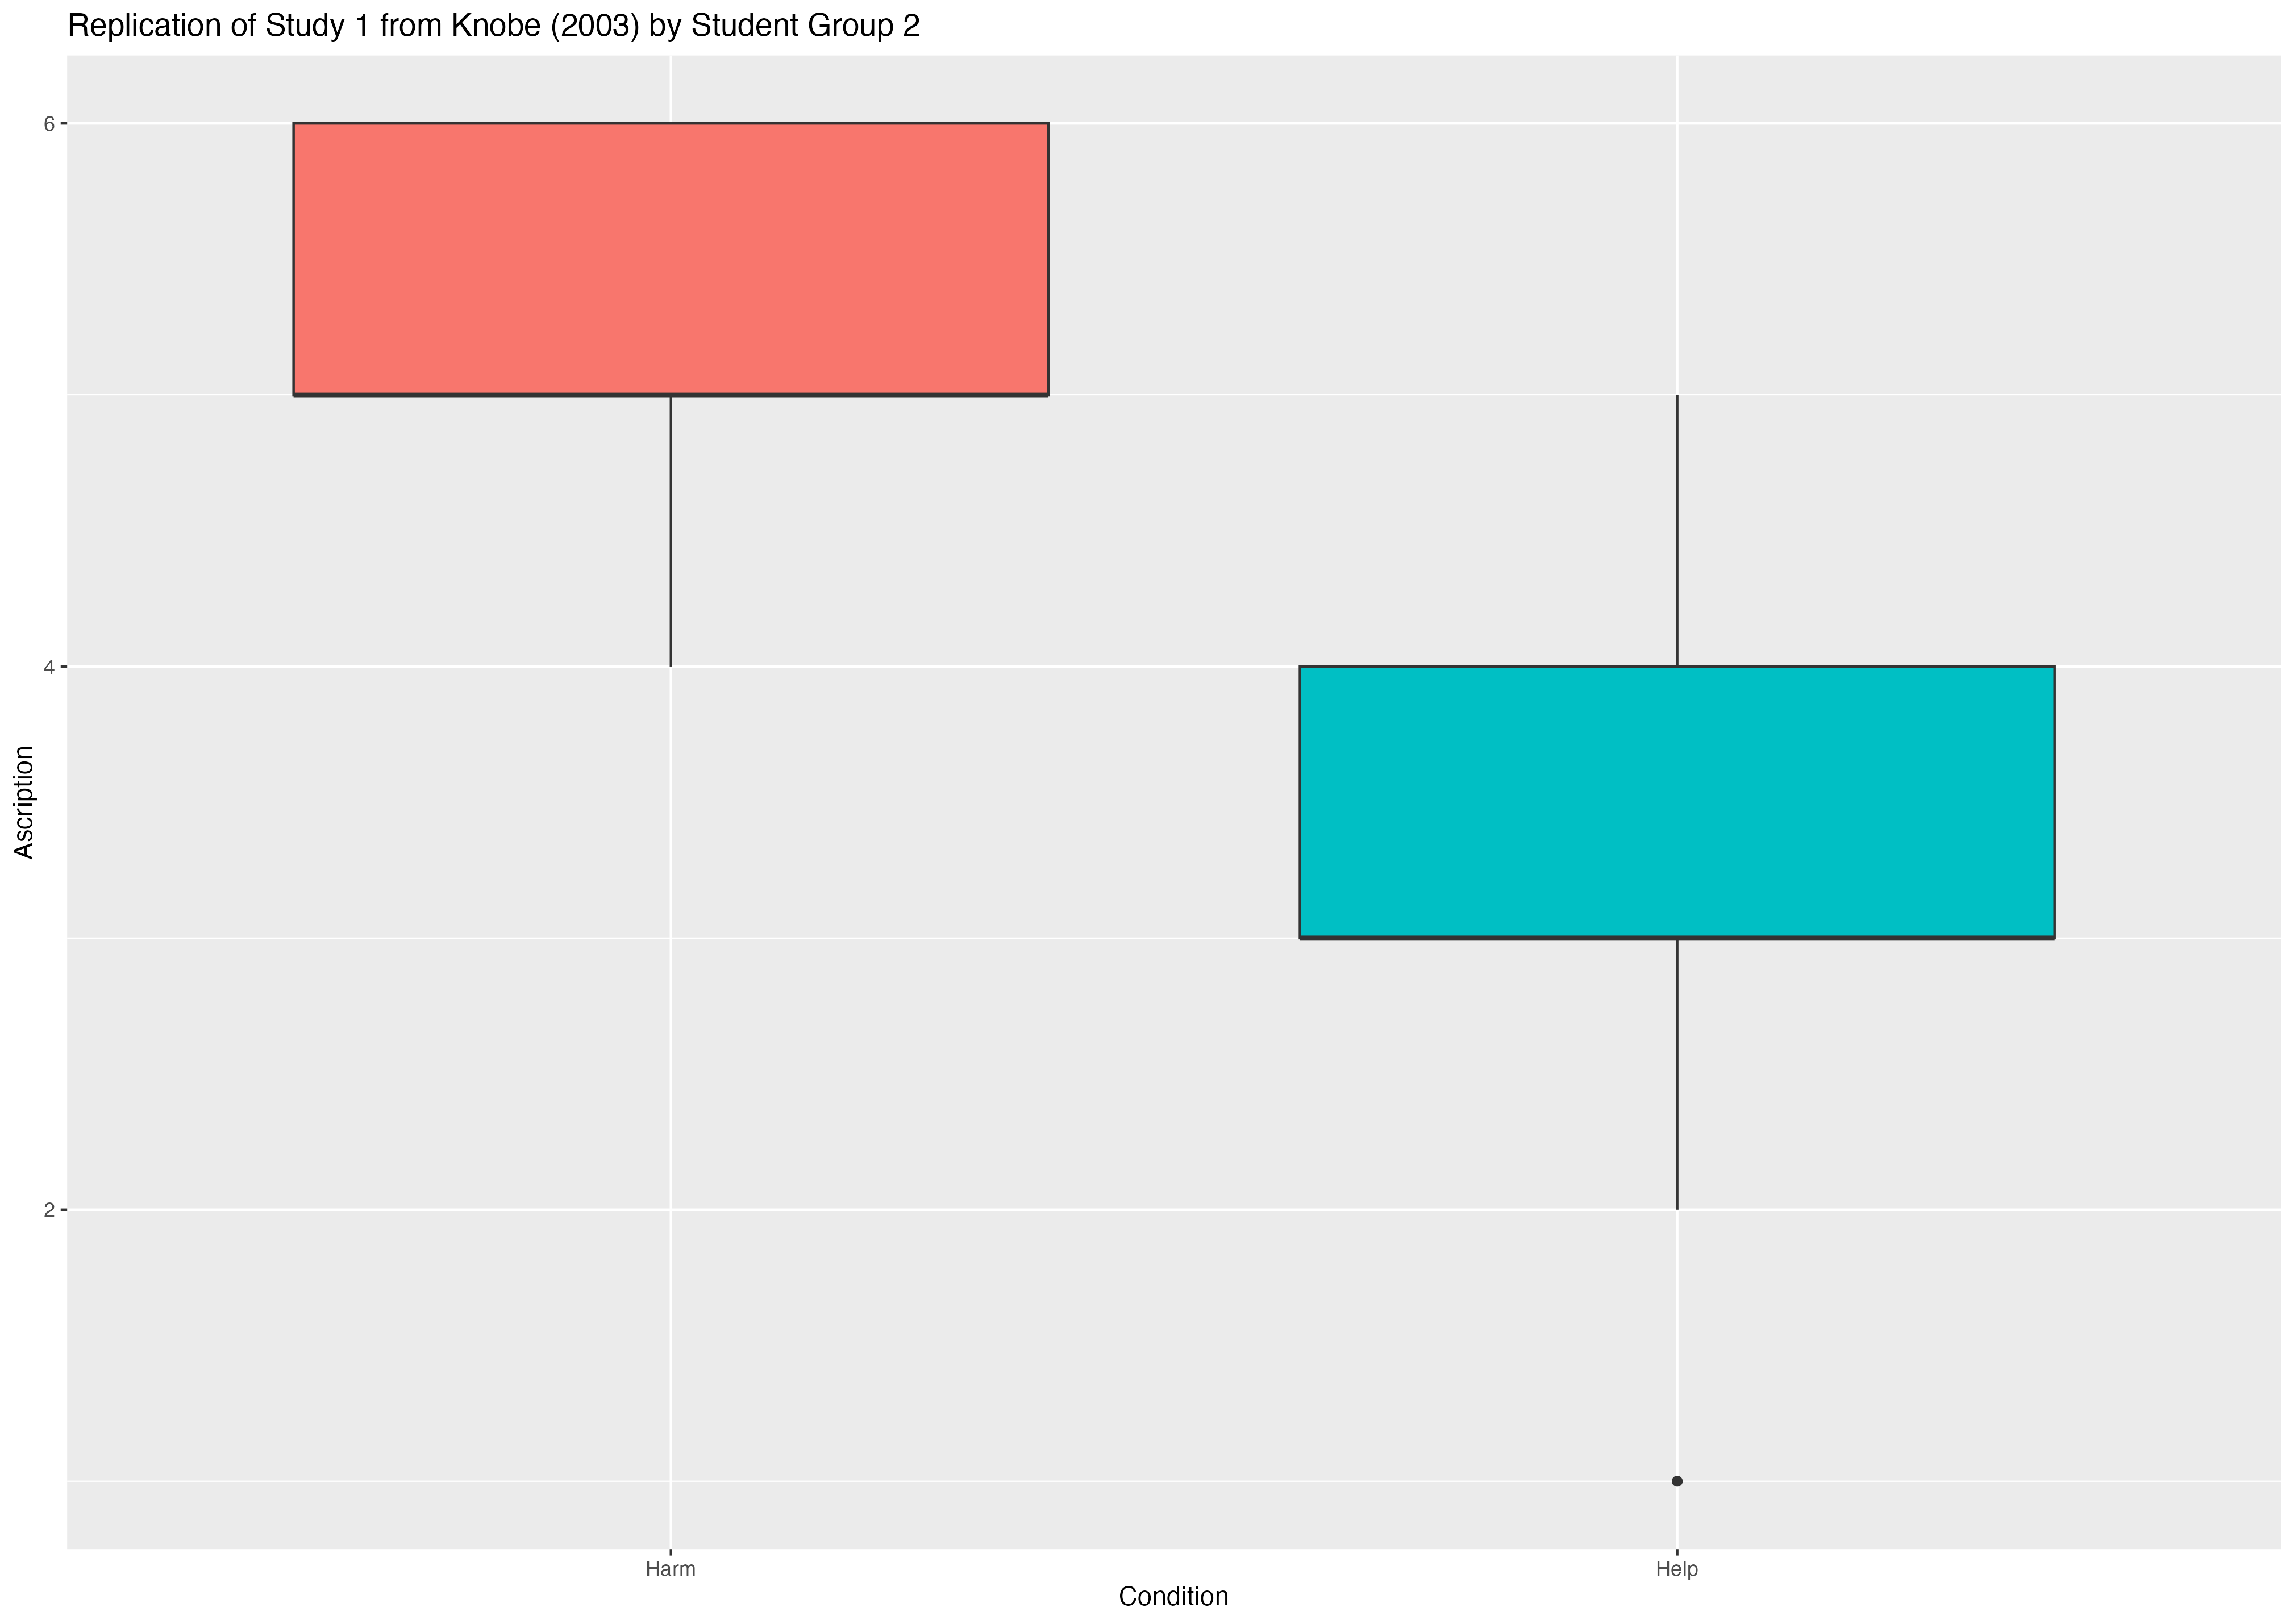 Replication of Study 1 from Knobe (2003) by Student Group 2
6
4
2
Ascription
Harm
Help
Condition